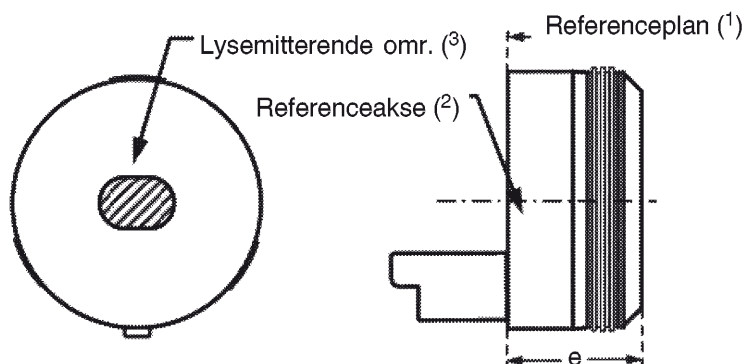 Referenceplan (¹)
Lysemitterende omr. (³)
Referenceakse (²)
e